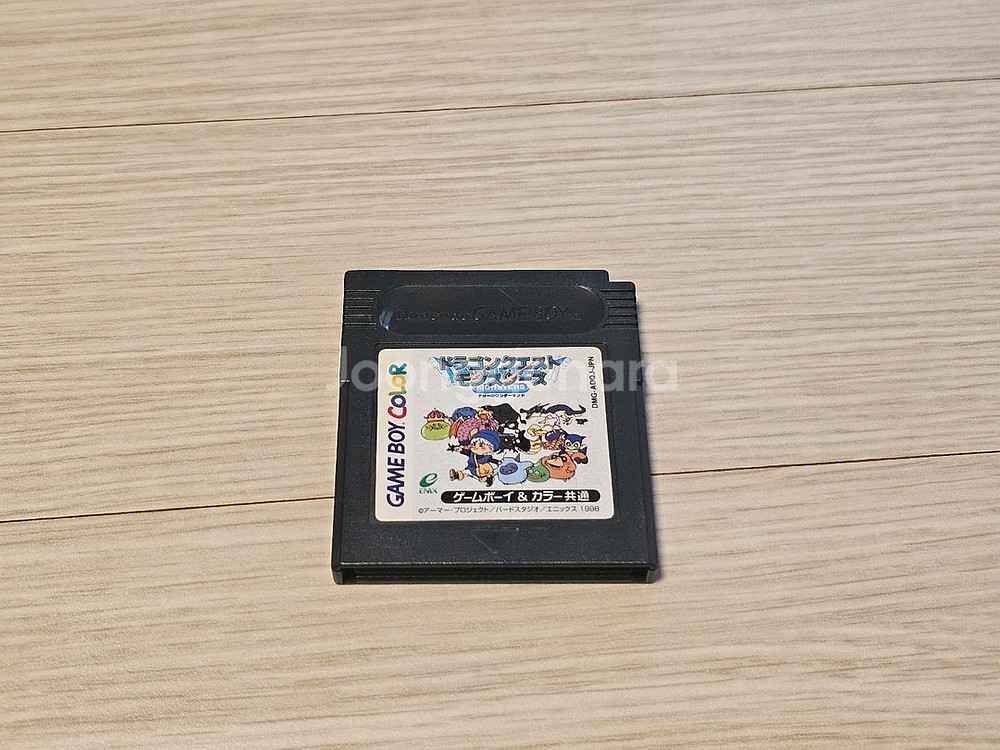 Nintendo GAME BOY
ドラゴンクエスト
モンスターズ
MONSTERS
テリーのワンダーランド
DMG-ADQJ-JPN
GAME BOY COLOR
ENIX
ゲームボーイ & カラー共通
©アーマー・プロジェクト/バードスタジオ/エニックス 1998